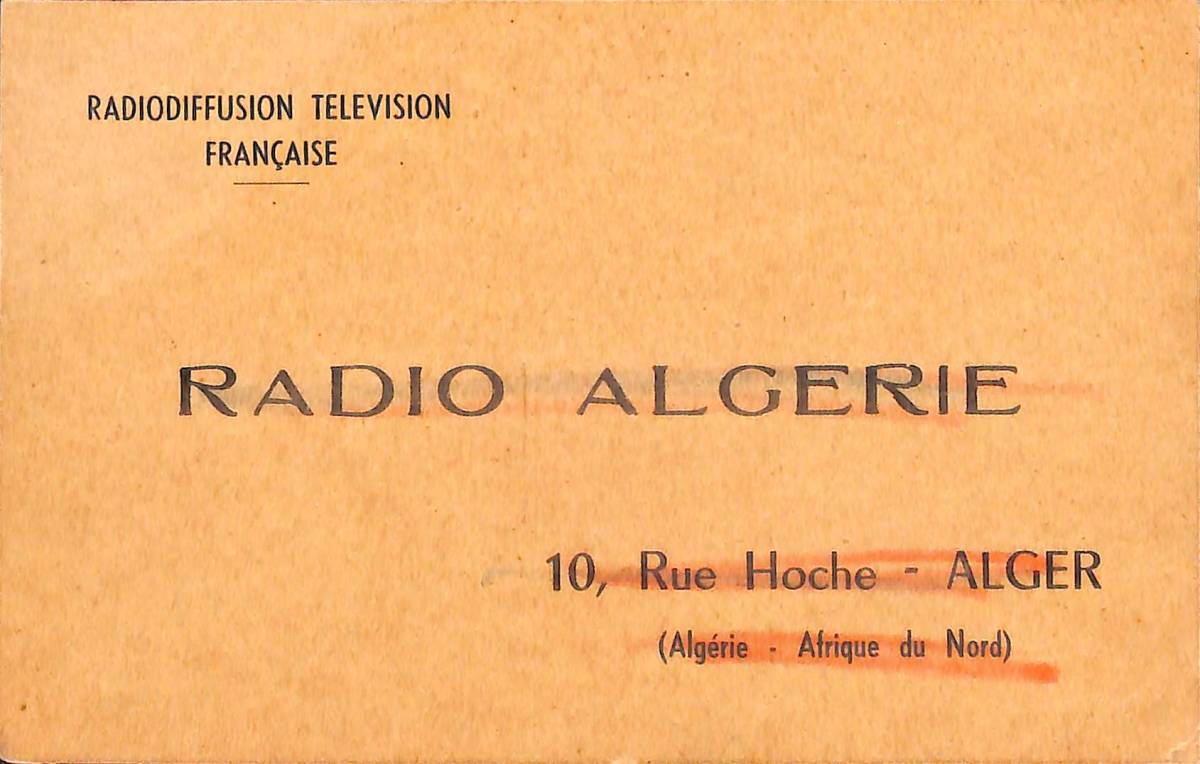 RADIODIFFUSION TELEVISION
FRANÇAISE
RADIO ALGERIE
10, Rue Hoche - ALGER
(Algérie - Afrique du Nord)